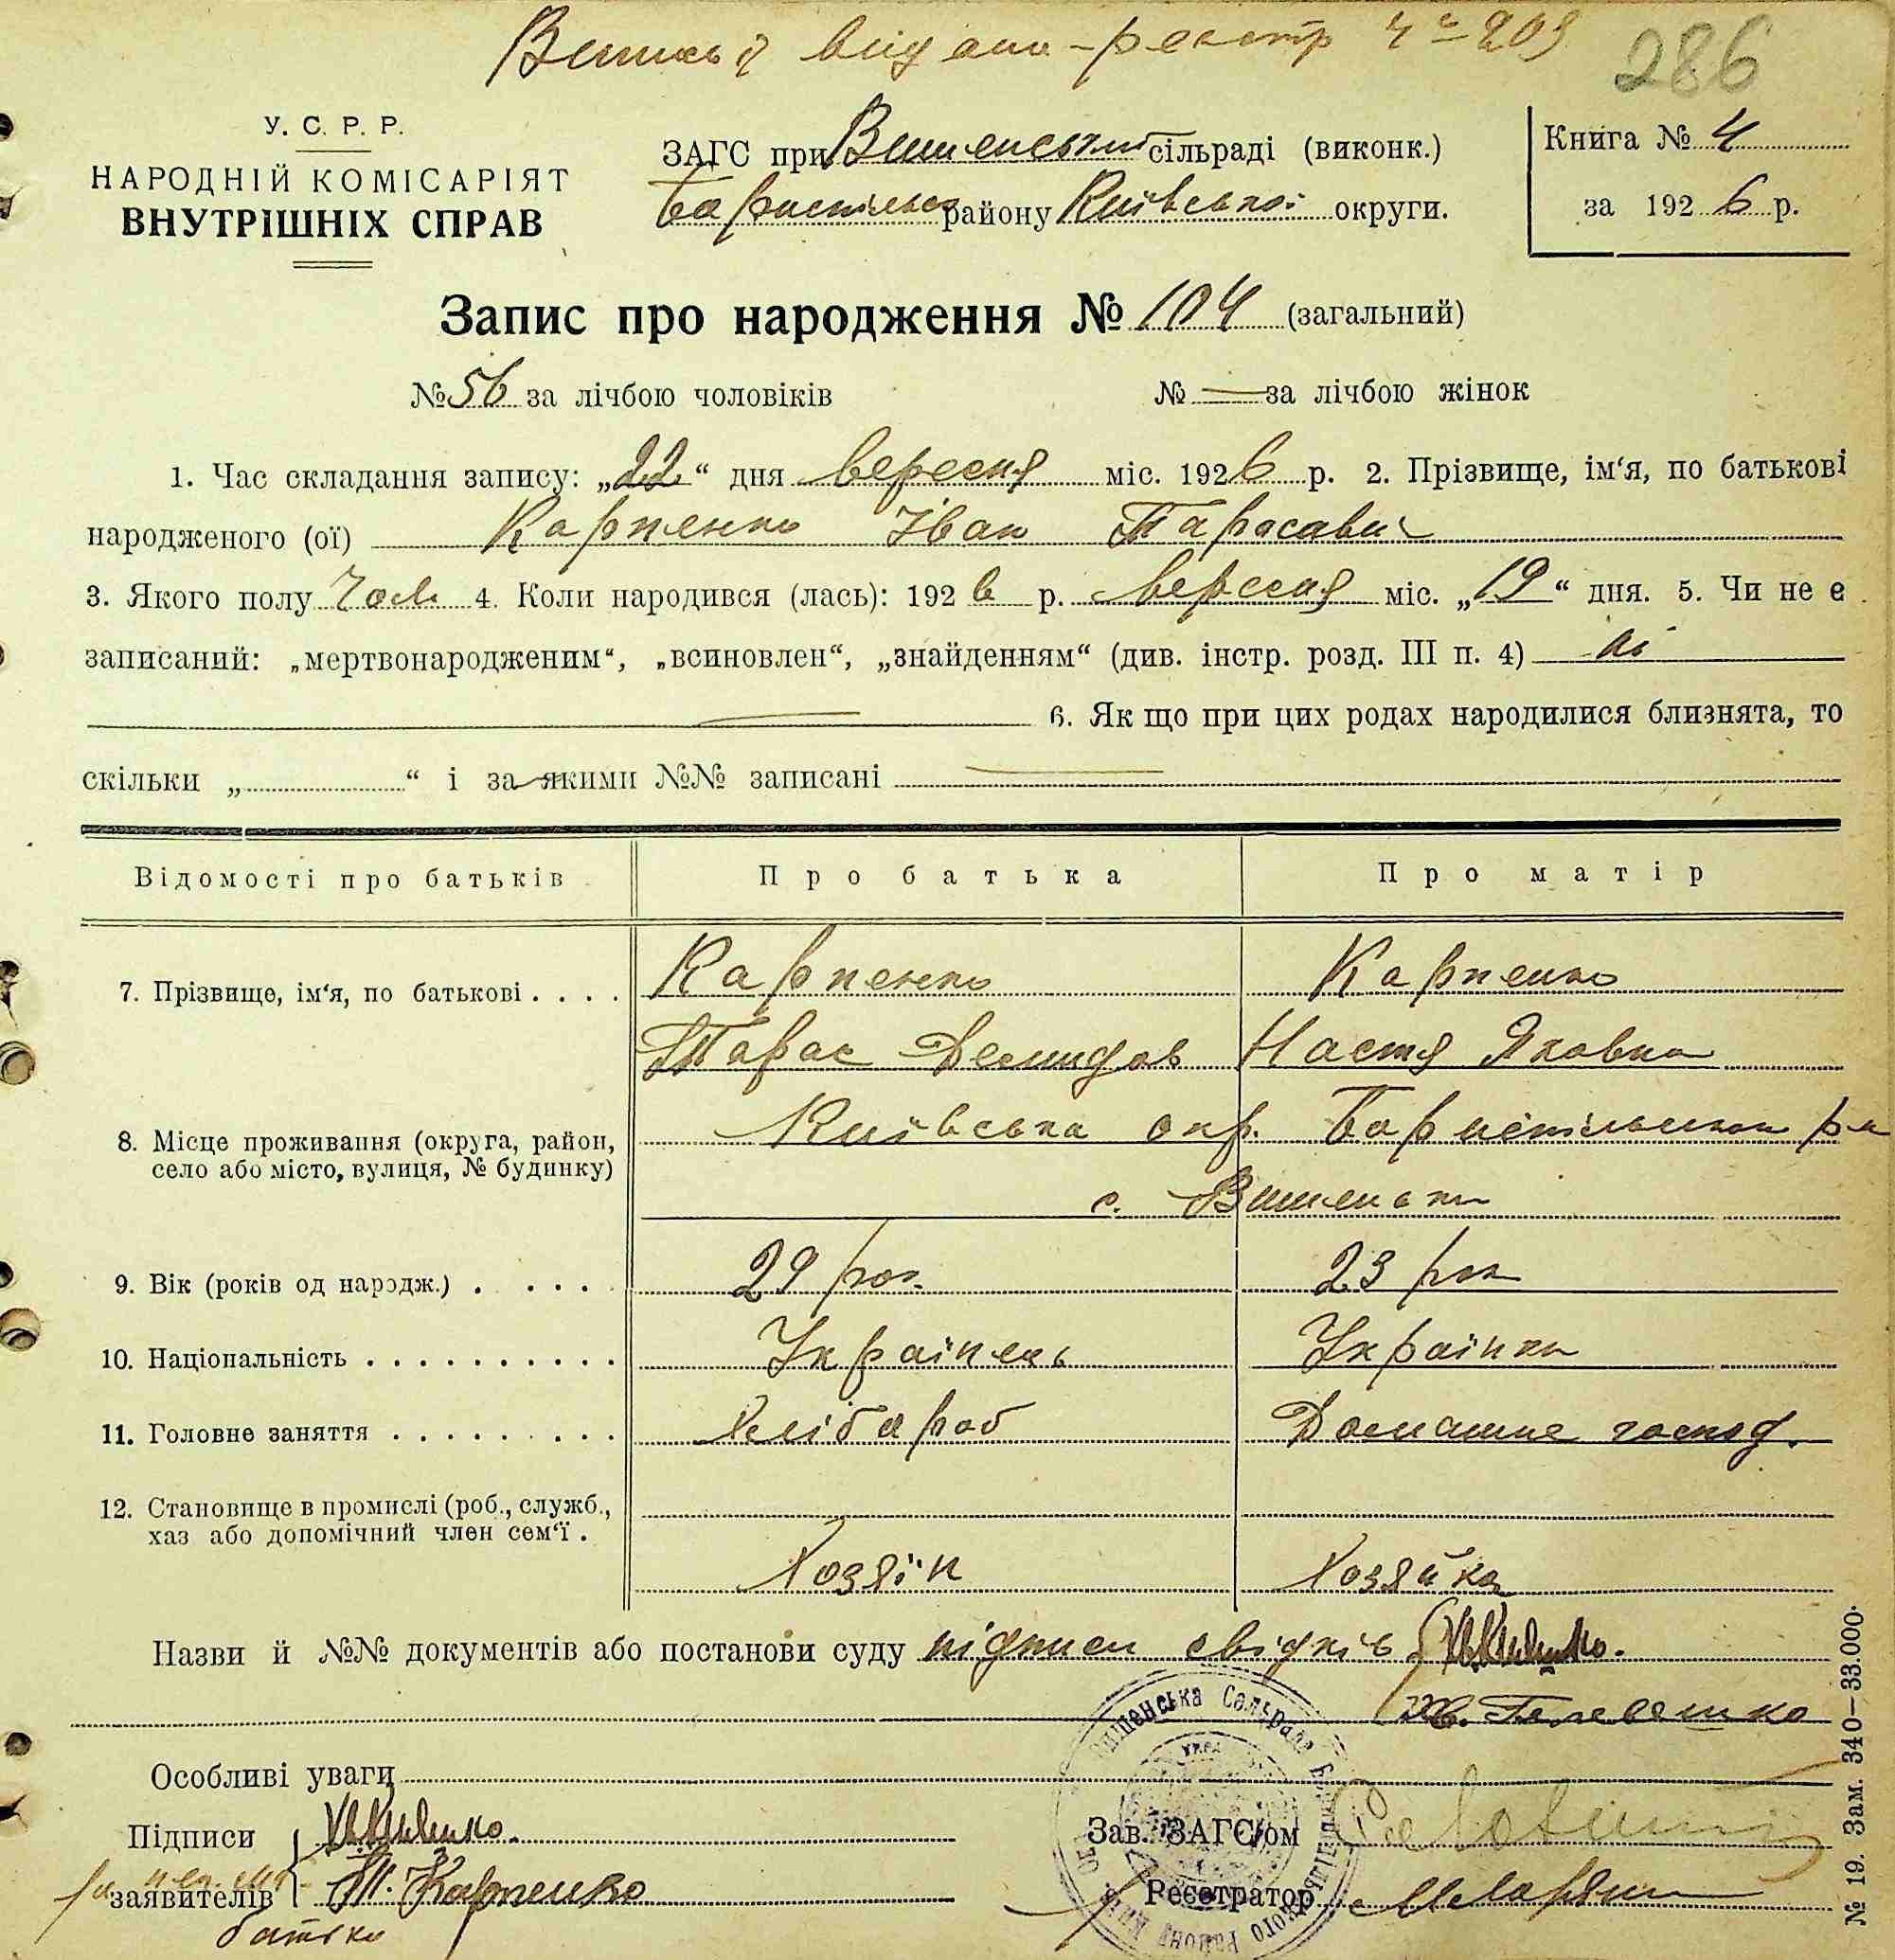 видана - реєстр
286
У. С. Р. Р.
НАРОДНІЙ КОМІСАРІЯТ
ВНУТРІШНІХ СПРАВ
ЗАГС при Вишенській сільраді (виконк.)
району Київської округи.
Книга № 4
за 1926 р.
Запис про народження № 104 (загальний)
№ 56 за лічбою чоловіків № — за лічбою жінок
1. Час складання запису: „22“ дня вересня міс. 1926 р. 2. Прізвище, ім‘я, по батькові
народженого (ої) Карпенко Іван Тарасович
3. Якого полу чол. 4. Коли народився (лась): 1926 р. вересня міс. „19“ дня. 5. Чи не є
записаний: „мертвонародженим“, „всиновлен“, „знайденням“ (див. інстр. розд. III п. 4) ні
6. Як що при цих родах народилися близнята, то
скільки „ “ і за якими №№ записані —
Відомості про батьків Про батька Про матір
7. Прізвище, ім‘я, по батькові . . . . Карпенко Карпенко
Тарас Демидов Настя Яковна
8. Місце проживання (округа, район, Київська окр. р-н
село або місто, вулиця, № будинку)
с. Вишеньки
9. Вік (років од народж.) . . . . 29 рок. 23 рок
10. Національність . . . . . . . . . . Українець Українка
11. Головне заняття . . . . . . . . . Хлібароб Домашнє господ.
12. Становище в промислі (роб., служб.,
хаз або допомічний член сем‘ї .
Хозяїн Хозяйка
Назви й №№ документів або постанови суду підписи свідків
Особливі уваги
Підписи
заявителів Т. Карпенко
батько
Зав. ЗАГС‘ом
Реєстратор
№ 19. Зам. 340—33.000.